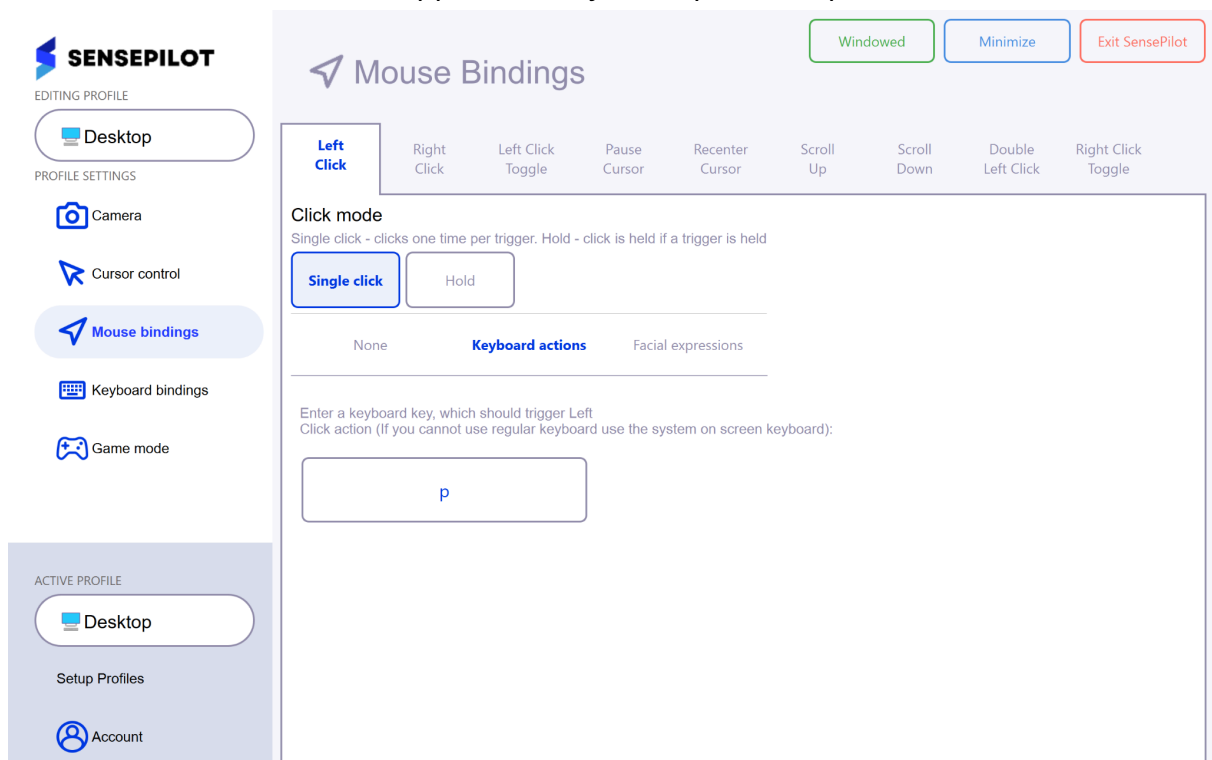 SENSEPILOT
EDITING PROFILE
Desktop
PROFILE SETTINGS
Camera
Cursor control
Mouse bindings
Keyboard bindings
Game mode
ACTIVE PROFILE
Desktop
Setup Profiles
Account
Windowed
Minimize
Exit SensePilot
Mouse Bindings
Left
Click
Right
Click
Left Click
Toggle
Pause
Cursor
Recenter
Cursor
Scroll
Up
Scroll
Down
Double
Left Click
Right Click
Toggle
Click mode
Single click - clicks one time per trigger. Hold - click is held if a trigger is held
Single click
Hold
None
Keyboard actions
Facial expressions
Enter a keyboard key, which should trigger Left
Click action (If you cannot use regular keyboard use the system on screen keyboard):
p